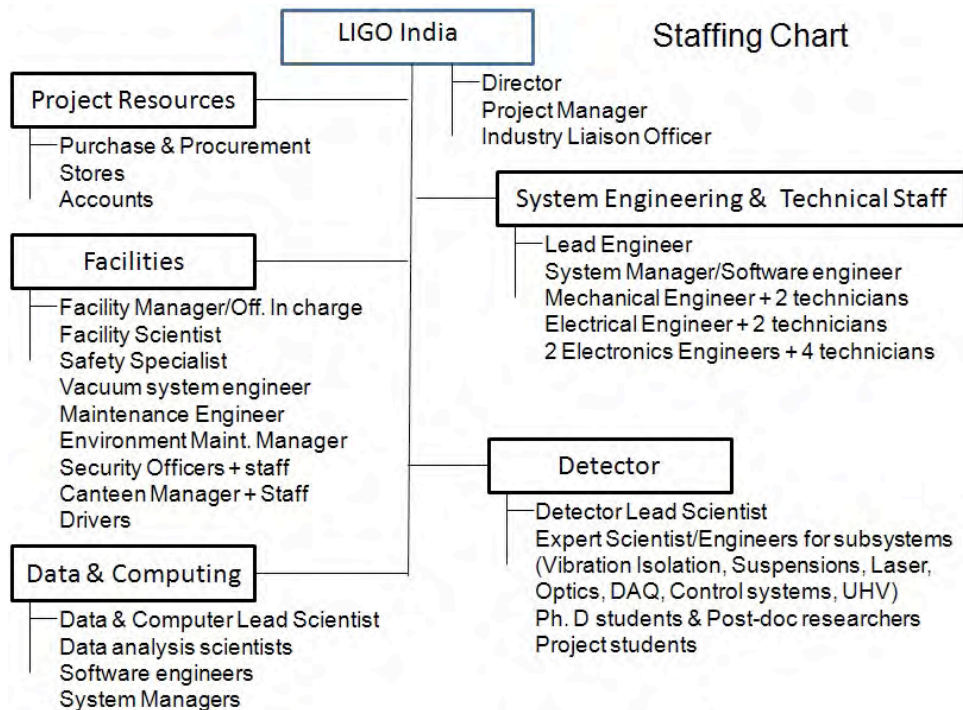 LIGO India
Staffing Chart
Director
Project Manager
Industry Liaison Officer
Project Resources
Purchase & Procurement
Stores
Accounts
System Engineering & Technical Staff
Lead Engineer
System Manager/Software engineer
Mechanical Engineer + 2 technicians
Electrical Engineer + 2 technicians
2 Electronics Engineers + 4 technicians
Facilities
Facility Manager/Off. In charge
Facility Scientist
Safety Specialist
Vacuum system engineer
Maintenance Engineer
Environment Maint. Manager
Security Officers + staff
Canteen Manager + Staff
Drivers
Detector
Detector Lead Scientist
Expert Scientist/Engineers for subsystems
(Vibration Isolation, Suspensions, Laser,
Optics, DAQ, Control systems, UHV)
Ph. D students & Post-doc researchers
Project students
Data & Computing
Data & Computer Lead Scientist
Data analysis scientists
Software engineers
System Managers